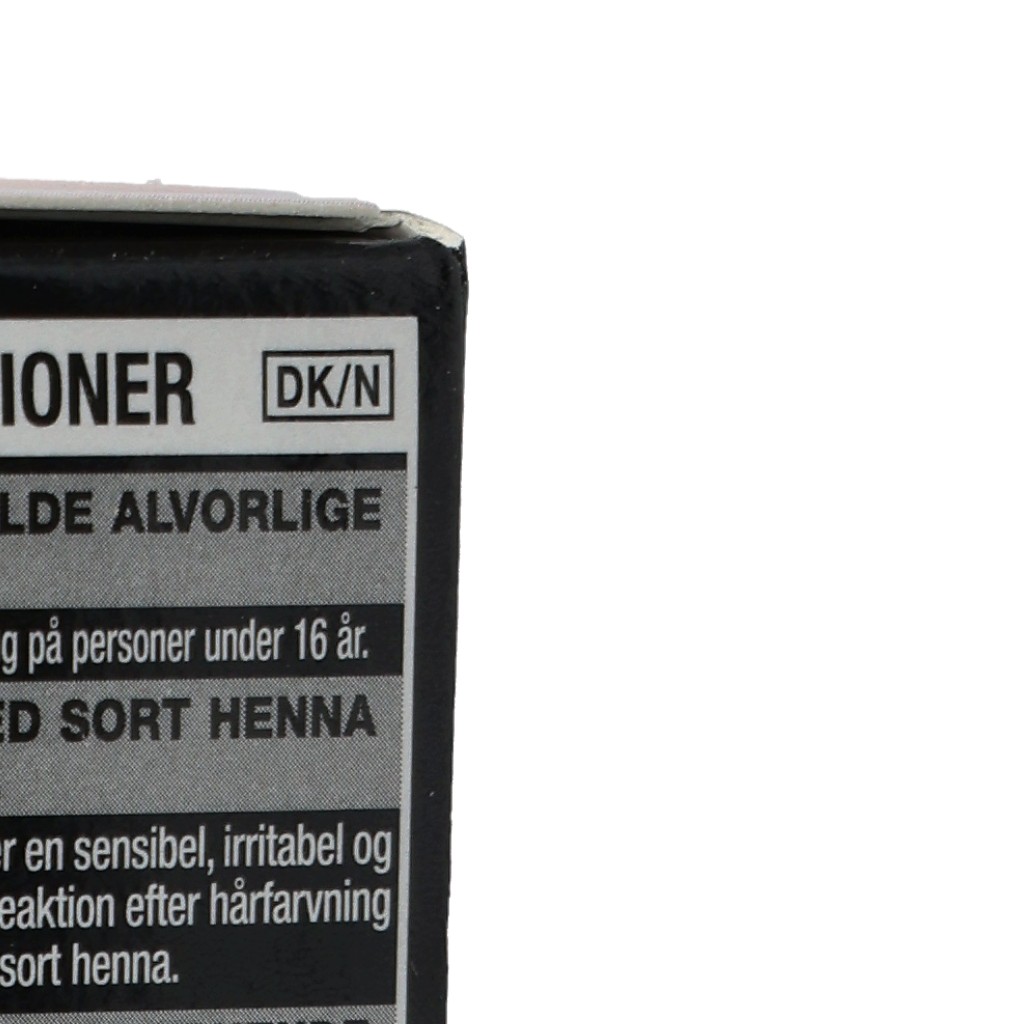 IONER DK/N
LDE ALVORLIGE
g på personer under 16 år.
ED SORT HENNA
er en sensibel, irritabel og
eaktion efter hårfarvning
sort henna.